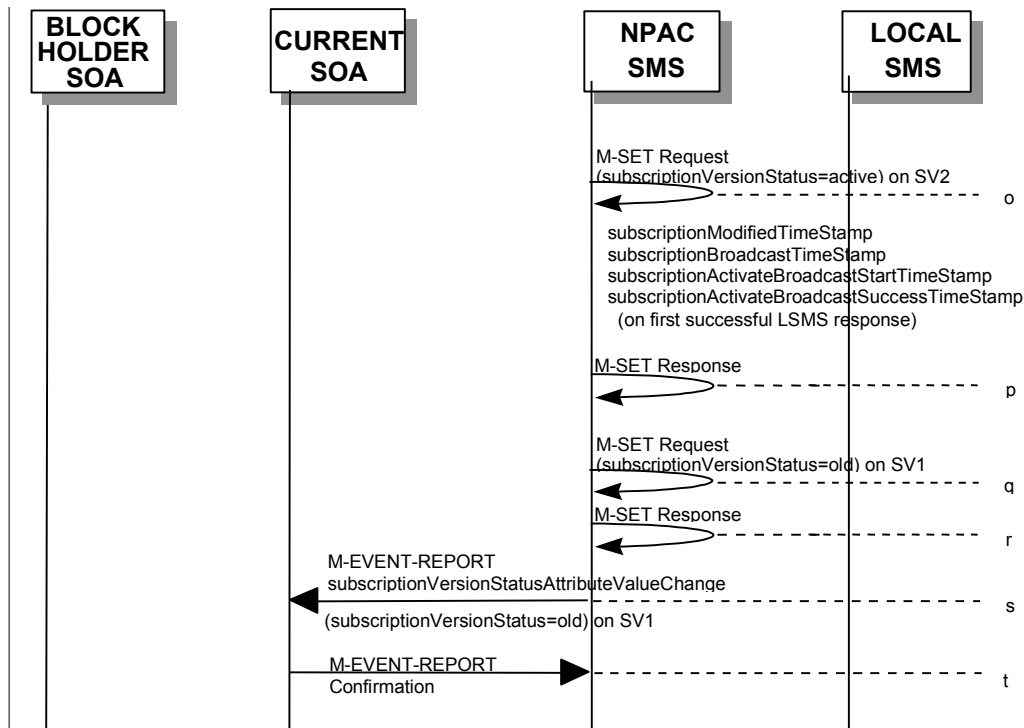 BLOCK
HOLDER
SOA
CURRENT
SOA
NPAC
SMS
LOCAL
SMS
M-SET Request
(subscriptionVersionStatus=active) on SV2
o
subscriptionModifiedTimeStamp
subscriptionBroadcastTimeStamp
subscriptionActivateBroadcastStartTimeStamp
subscriptionActivateBroadcastSuccessTimeStamp
(on first successful LSMS response)
M-SET Response
p
M-SET Request
(subscriptionVersionStatus=old) on SV1
q
M-SET Response
r
M-EVENT-REPORT
subscriptionVersionStatusAttributeValueChange
s
(subscriptionVersionStatus=old) on SV1
M-EVENT-REPORT
Confirmation
t